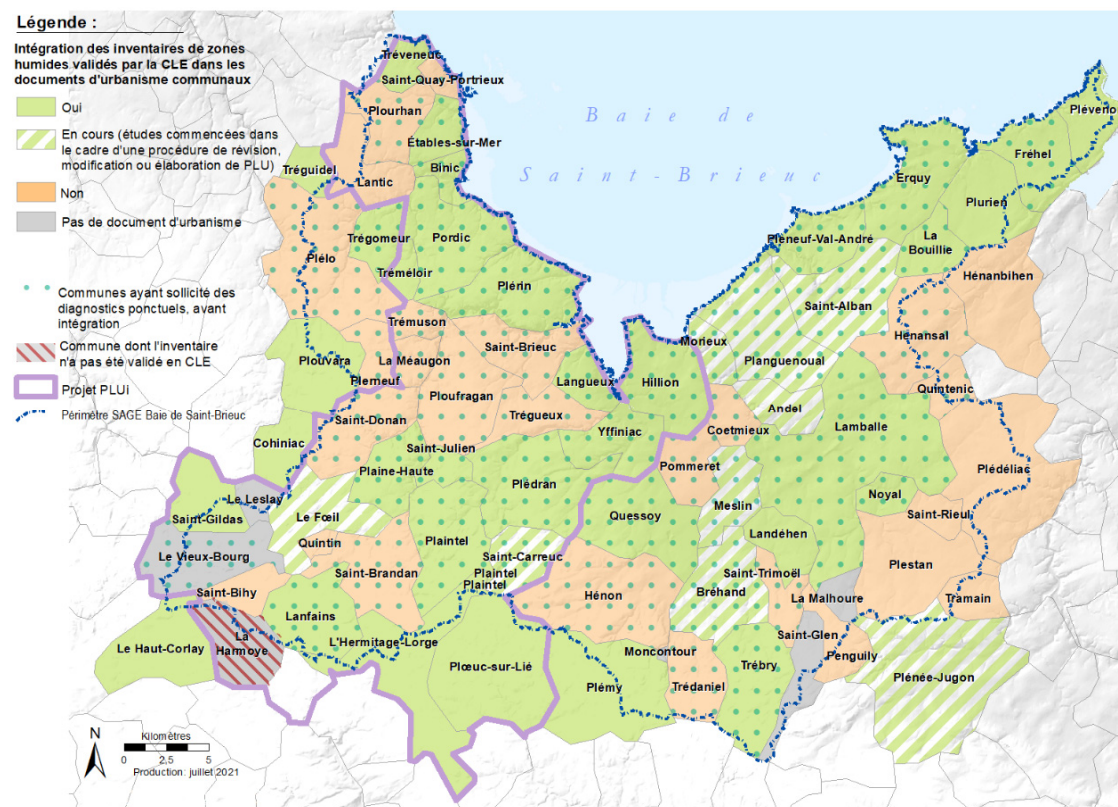 Légende :
Intégration des inventaires de zones
humides validés par la CLE dans les
documents d'urbanisme communaux
Oui
En cours (études commencées dans
le cadre d'une procédure de révision,
modification ou élaboration de PLU)
Non
Pas de document d'urbanisme
Communes ayant sollicité des
diagnostics ponctuels, avant
intégration
Commune dont l'inventaire
n'a pas été validé en CLE
Projet PLUi
Périmètre SAGE Baie de Saint-Brieuc
Baie de
Saint-Brieuc
Tréveneuc
Saint-Quay-Portrieux
Plourhan
Étables-sur-Mer
Binic
Tréguidel
Lantic
Trégomeur
Pordic
Plélo
Tréméloir
Plérin
Trémuson
Saint-Brieuc
Plouvara
La Méaugon
Plerneuf
Ploufragan
Langueux
Hillion
Saint-Donan
Trégueux
Yffiniac
Cohiniac
Saint-Julien
Plaine-Haute
Plédran
Le Leslay
Saint-Gildas
Le Fœil
Quintin
Le Vieux-Bourg
Plaintel
Saint-Carreuc
Saint-Brandan
Plaintel
Plaintel
Saint-Bihy
Lanfains
La
Harmoye
L'Hermitage-Lorge
Le Haut-Corlay
Plœuc-sur-Lié
Pléveno
Fréhel
Erquy
Plurien
Pléneuf-Val-André
La
Bouillie
Hénanbihen
Saint-Alban
Morieux
Hénansal
Planguenoual
Quintenic
Andel
Coetmieux
Lamballe
Pommeret
Plédéliac
Meslin
Noyal
Quessoy
Saint-Rieul
Landéhen
Saint-Trimoël
Plestan
Hénon
Bréhand
La Malhoure
Tramain
Saint-Glen
Moncontour
Penguily
Trébry
Plémy
Trédaniel
Plénée-Jugon
N
Kilomètres
0 2,5 5
Production: juillet 2021